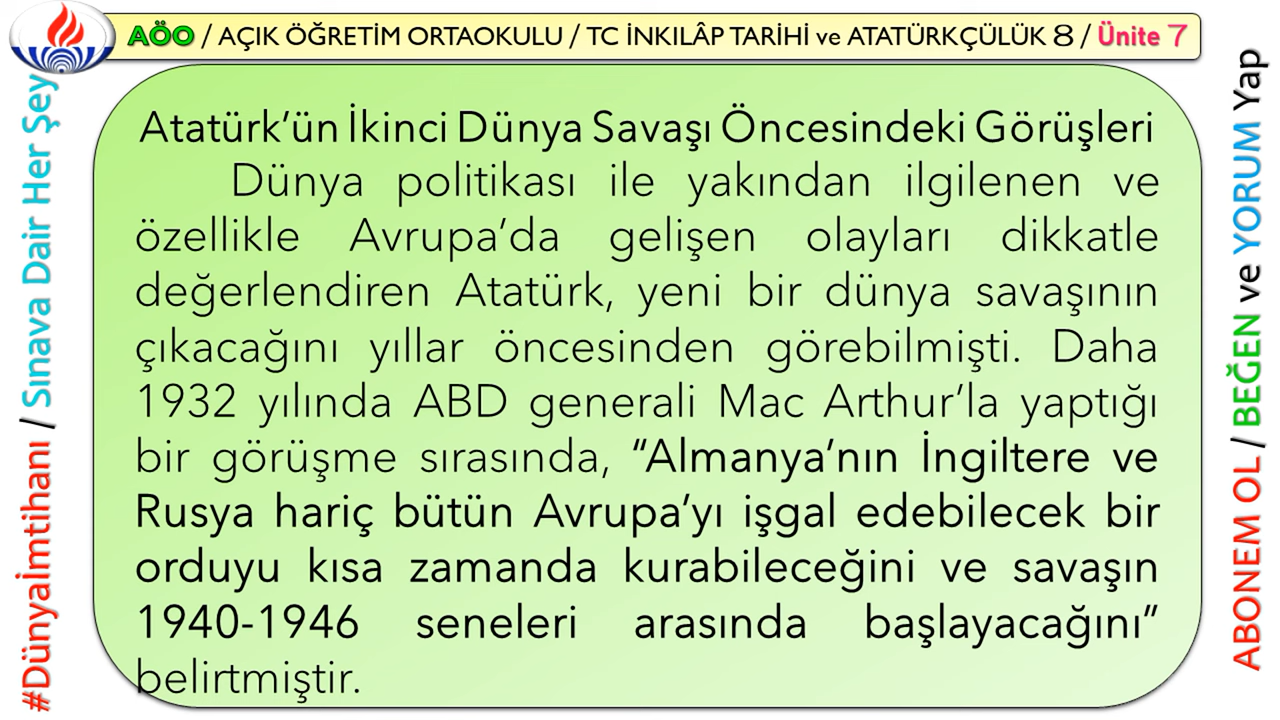 AÖO / AÇIK ÖĞRETİM ORTAOKULU / TC İNKILÂP TARİHİ ve ATATÜRKÇÜLÜK 8 / Ünite 7
#Dünyaİmtihanı / Sınava Dair Her Şey
Atatürk’ün İkinci Dünya Savaşı Öncesindeki Görüşleri
Dünya politikası ile yakından ilgilenen ve
özellikle Avrupa’da gelişen olayları dikkatle
değerlendiren Atatürk, yeni bir dünya savaşının
çıkacağını yıllar öncesinden görebilmişti. Daha
1932 yılında ABD generali Mac Arthur’la yaptığı
bir görüşme sırasında, “Almanya’nın İngiltere ve
Rusya hariç bütün Avrupa’yı işgal edebilecek bir
orduyu kısa zamanda kurabileceğini ve savaşın
1940-1946 seneleri arasında başlayacağını”
belirtmiştir.
ABONEM OL / BEĞEN ve YORUM Yap